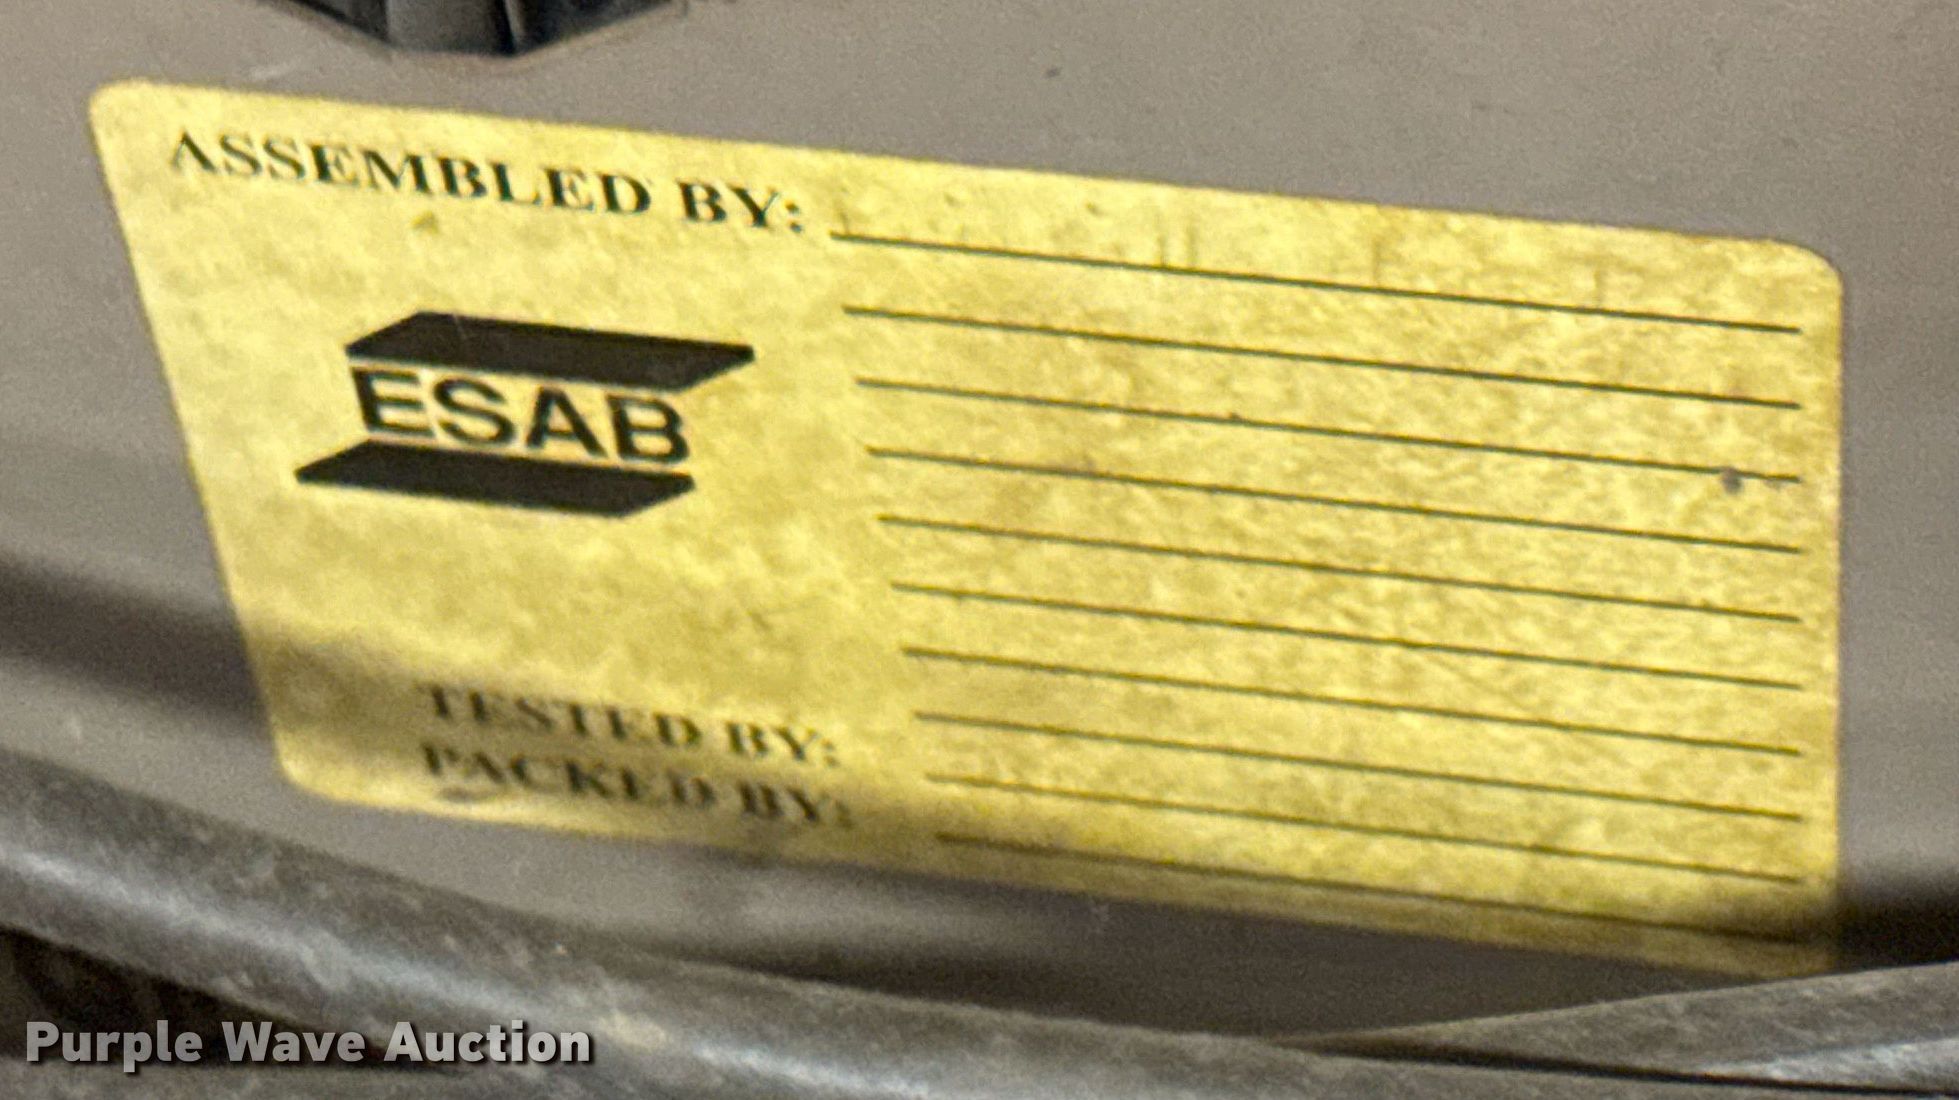 ASSEMBLED BY:
ESAB
TESTED BY:
PACKED BY:
Purple Wave Auction